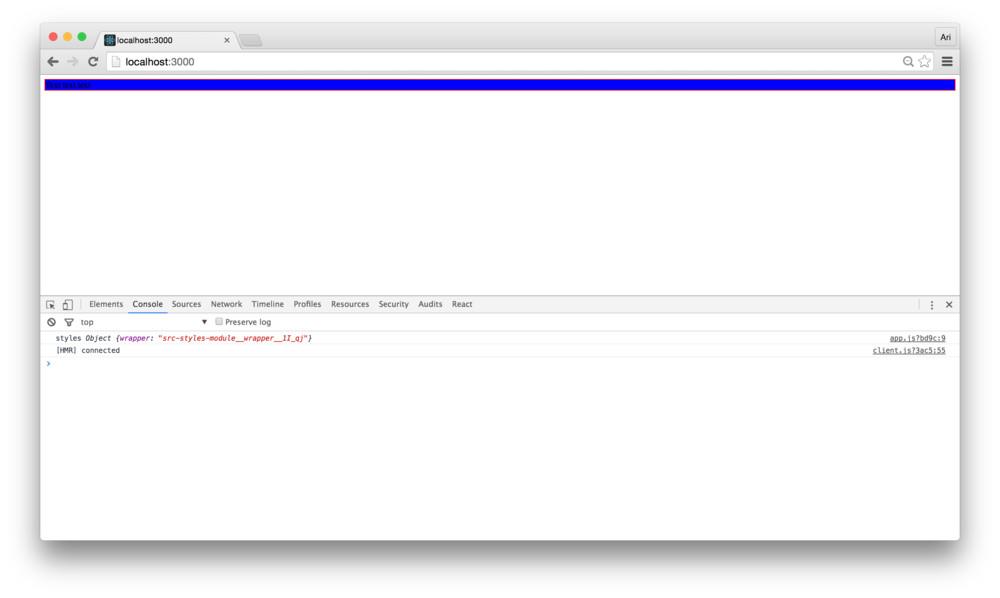 localhost:3000
Ari
localhost:3000
Elements Console Sources Network Timeline Profiles Resources Security Audits React
top Preserve log
styles Object {wrapper: "src-styles-module__wrapper__1I_qj"} app.js?bd9c:9
[HMR] connected client.js?3ac5:55